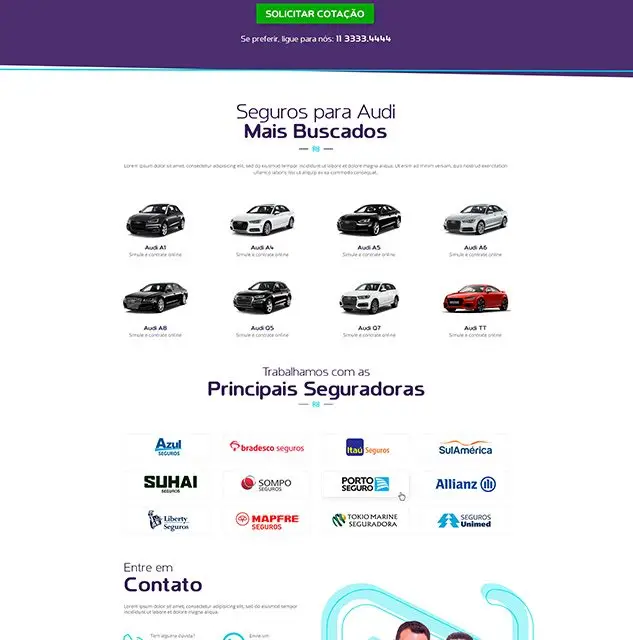 SOLICITAR COTAÇÃO
Se preferir, ligue para nós: 11 3333.4444
Seguros para Audi
Mais Buscados
Lorem ipsum dolor sit amet, consectetur adipisicing elit, sed do eiusmod tempor incididunt ut labore et dolore magna aliqua. Ut enim ad minim veniam, quis nostrud exercitation
ullamco laboris nisi ut aliquip ex ea commodo consequat.
Audi A1
Simule e contrate online
Audi A4
Simule e contrate online
Audi A5
Simule e contrate online
Audi A6
Simule e contrate online
Audi A8
Simule e contrate online
Audi Q5
Simule e contrate online
Audi Q7
Simule e contrate online
Audi TT
Simule e contrate online
Trabalhamos com as
Principais Seguradoras
Azul
SEGUROS
bradesco seguros
Itaú Seguros
SulAmérica
SUHAI
SEGUROS
SOMPO
SEGUROS
PORTO
SEGURO
Allianz
Liberty
Seguros
MAPFRE
SEGUROS
TOKIO MARINE
SEGURADORA
SEGUROS
Unimed
Entre em
Contato
Lorem ipsum dolor sit amet, consectetur adipisicing elit, sed do eiusmod
tempor incididunt ut labore et dolore magna aliqua.
Tem alguma dúvida?
Entre em